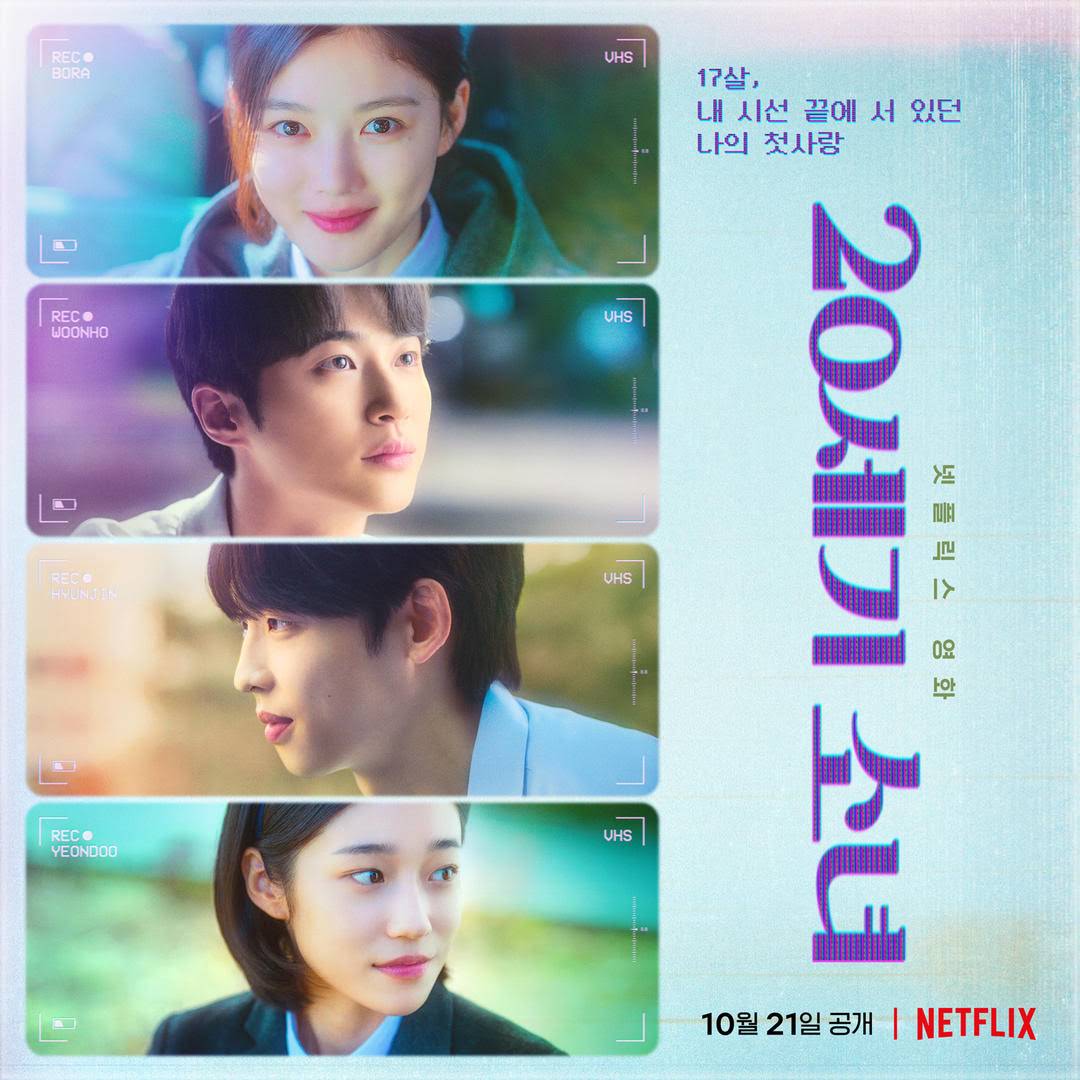 REC
BORA
VHS
REC
WOONHO
VHS
REC
HYUNJIN
VHS
REC
YEONDOO
VHS
17살,
내 시선 끝에 서 있던
나의 첫사랑
20세기 소녀
넷플릭스 영화
10월 21일 공개 | NETFLIX